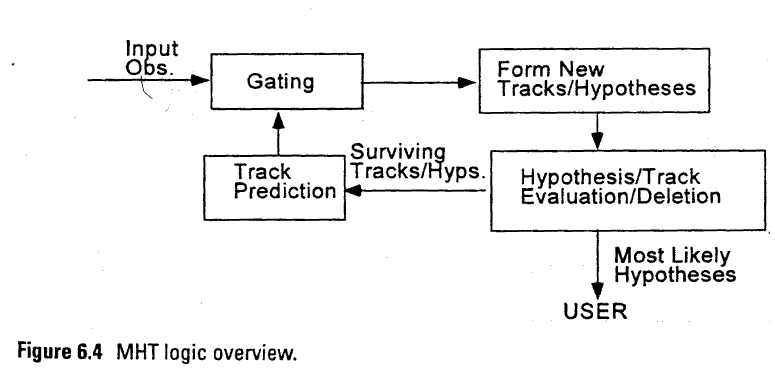 Input
Obs.
Gating
Form New
Tracks/Hypotheses
Surviving
Tracks/Hyps.
Track
Prediction
Hypothesis/Track
Evaluation/Deletion
Most Likely
Hypotheses
USER
Figure 6.4 MHT logic overview.